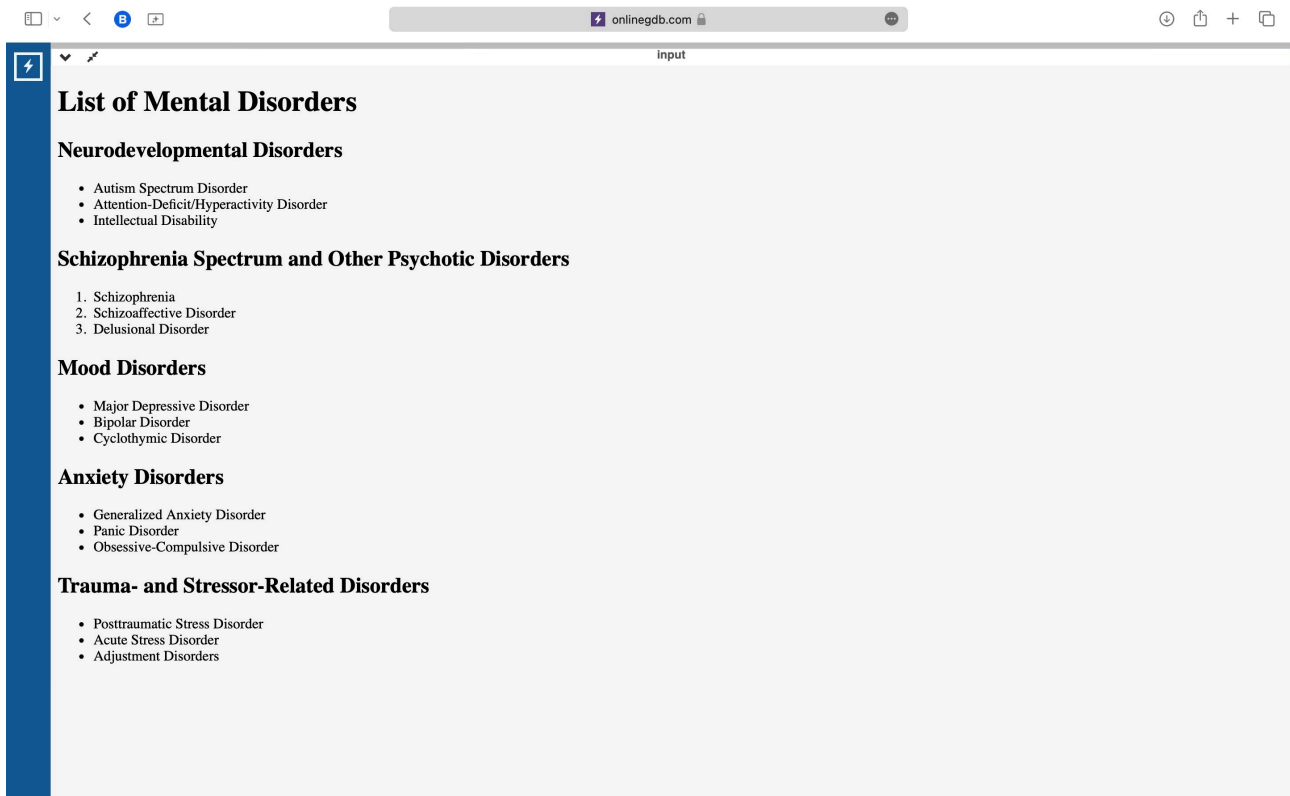 B
onlinegdb.com
input
List of Mental Disorders
Neurodevelopmental Disorders
• Autism Spectrum Disorder
• Attention-Deficit/Hyperactivity Disorder
• Intellectual Disability
Schizophrenia Spectrum and Other Psychotic Disorders
1. Schizophrenia
2. Schizoaffective Disorder
3. Delusional Disorder
Mood Disorders
• Major Depressive Disorder
• Bipolar Disorder
• Cyclothymic Disorder
Anxiety Disorders
• Generalized Anxiety Disorder
• Panic Disorder
• Obsessive-Compulsive Disorder
Trauma- and Stressor-Related Disorders
• Posttraumatic Stress Disorder
• Acute Stress Disorder
• Adjustment Disorders